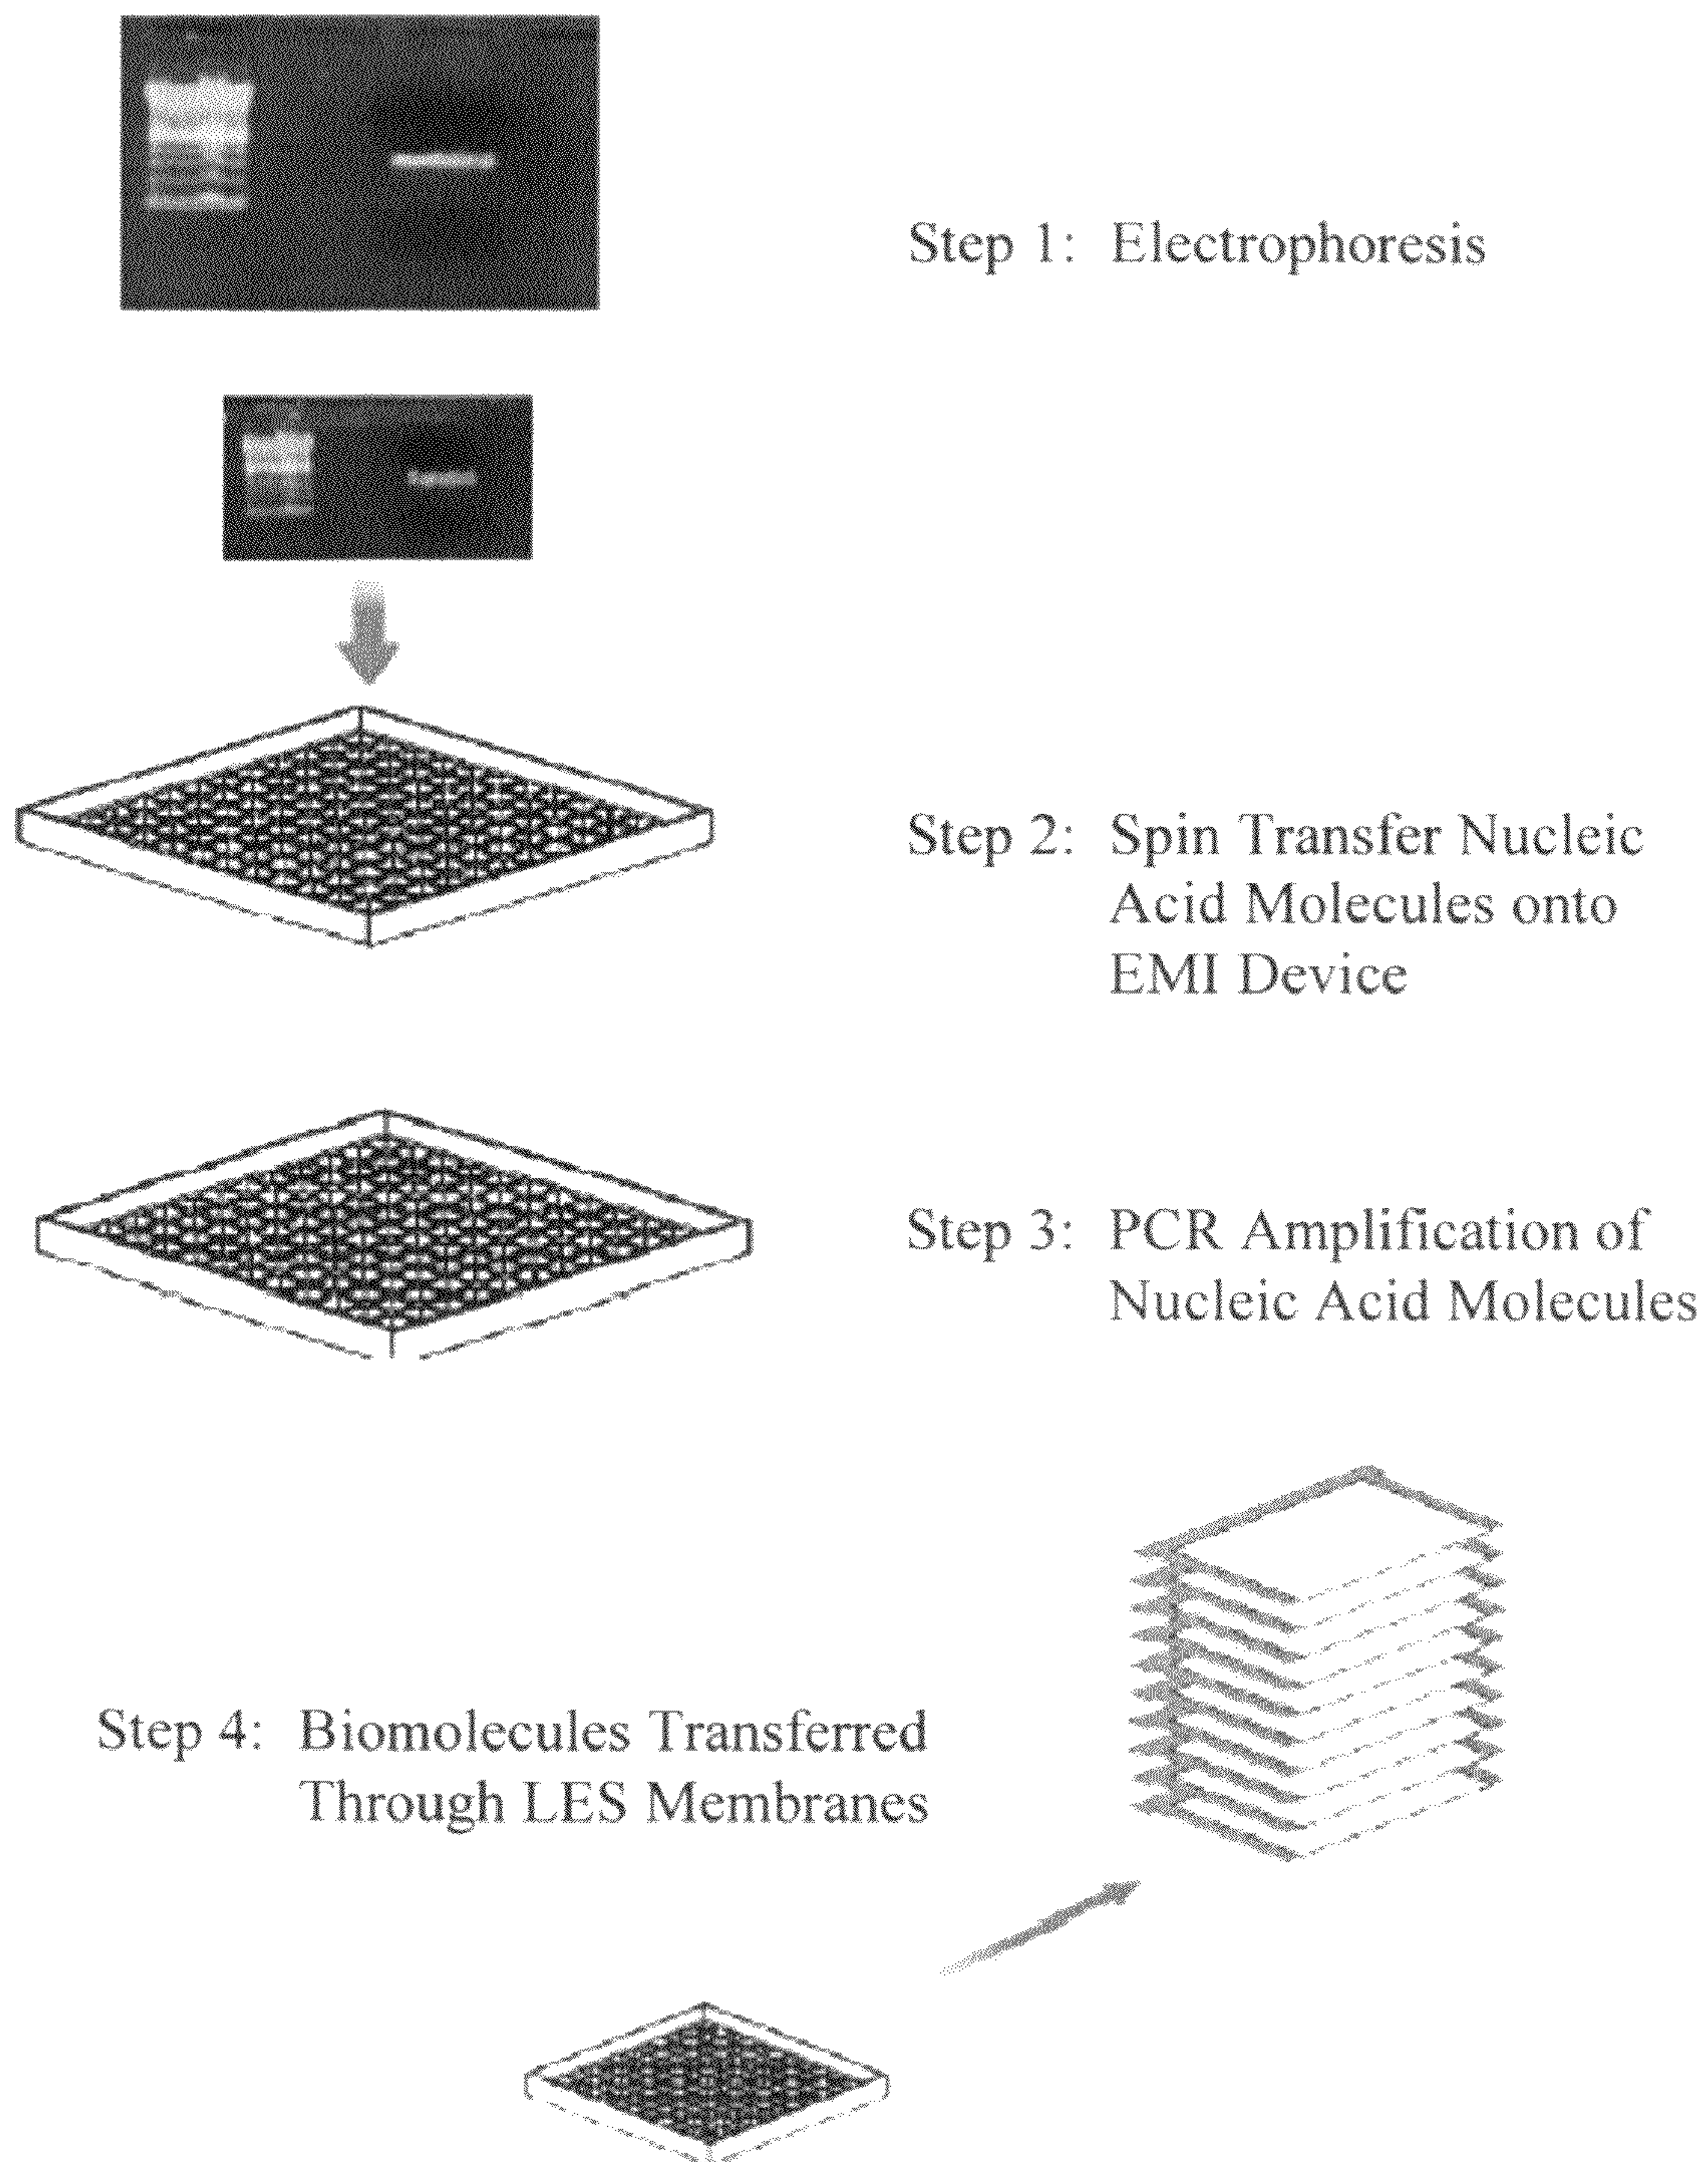 Step 1: Electrophoresis
Step 2: Spin Transfer Nucleic
Acid Molecules onto
EMI Device
Step 3: PCR Amplification of
Nucleic Acid Molecules
Step 4: Biomolecules Transferred
Through LES Membranes